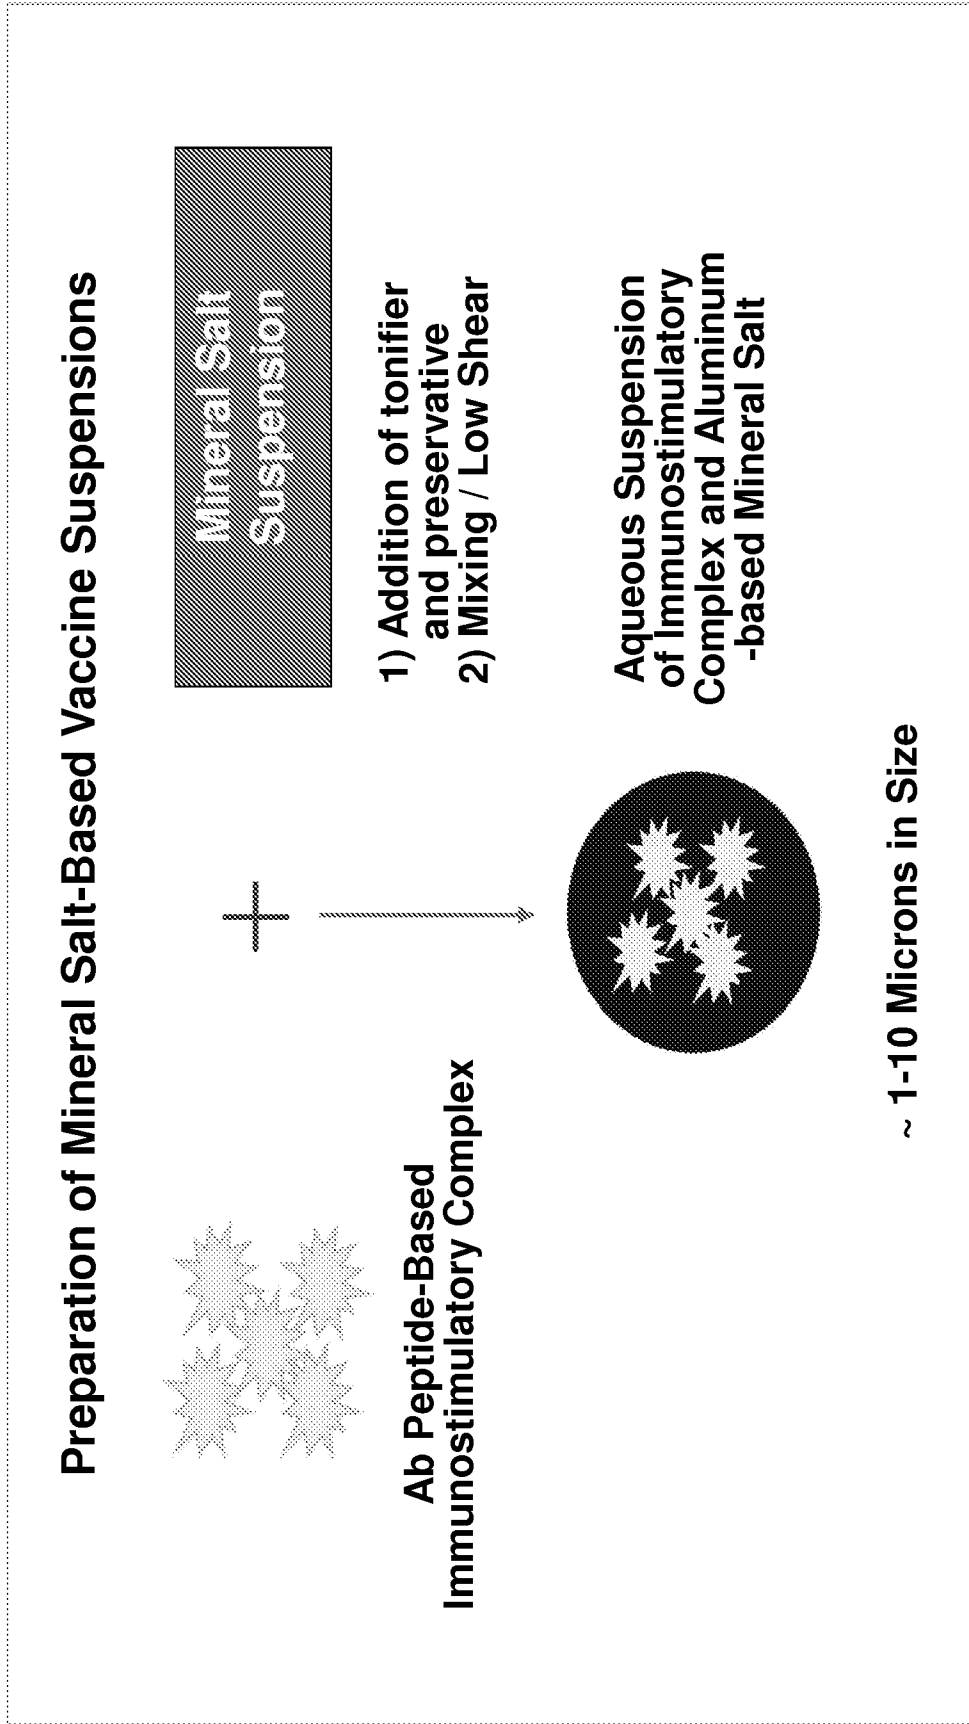 Preparation of Mineral Salt-Based Vaccine Suspensions
Mineral Salt
Suspension
+
Ab Peptide-Based
Immunostimulatory Complex
1) Addition of tonifier
and preservative
2) Mixing / Low Shear
Aqueous Suspension
of Immunostimulatory
Complex and Aluminum
-based Mineral Salt
~ 1-10 Microns in Size